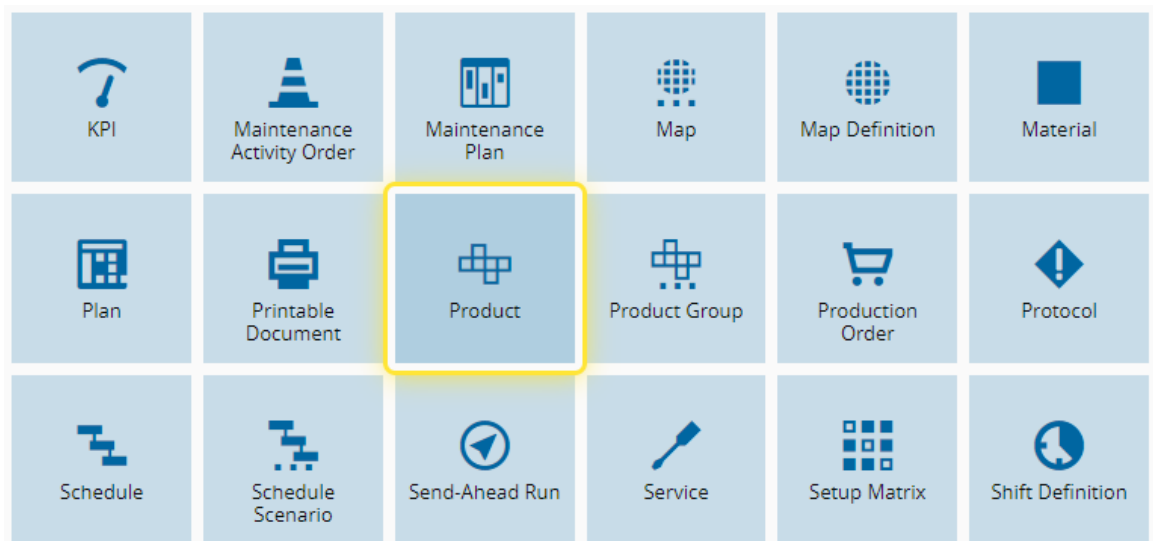 KPI
Maintenance
Activity Order
Maintenance
Plan
Map
Map Definition
Material
Plan
Printable
Document
Product
Product Group
Production
Order
Protocol
Schedule
Schedule
Scenario
Send-Ahead Run
Service
Setup Matrix
Shift Definition